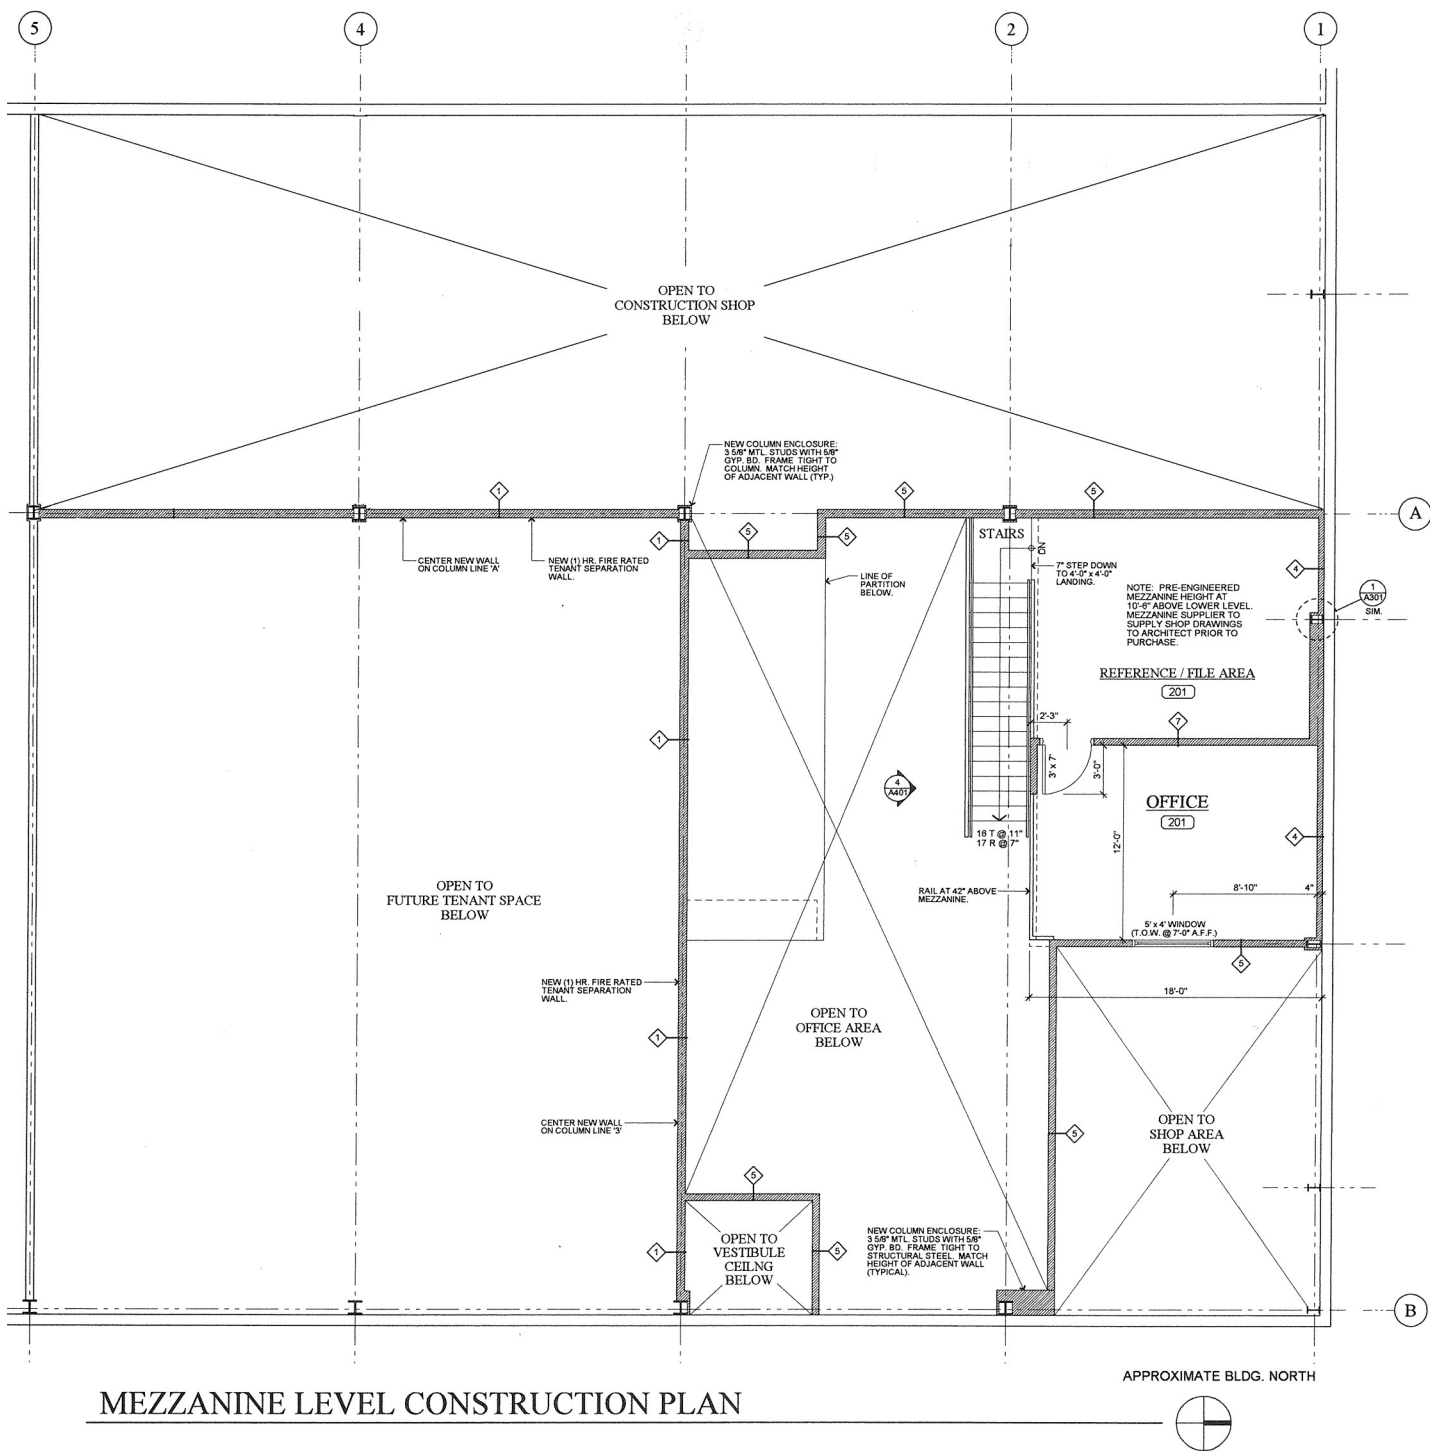 5
4
2
1
OPEN TO
CONSTRUCTION SHOP
BELOW
NEW COLUMN ENCLOSURE:
3 5/8" MTL. STUDS WITH 5/8"
GYP. BD. FRAME TIGHT TO
COLUMN. MATCH HEIGHT
OF ADJACENT WALL (TYP.)
1
5
5
A
CENTER NEW WALL
ON COLUMN LINE 'A'
NEW (1) HR. FIRE RATED
TENANT SEPARATION
WALL.
1
5
5
STAIRS
DN
LINE OF
PARTITION
BELOW.
7" STEP DOWN
TO 4'-0" x 4'-0"
LANDING.
4
NOTE: PRE-ENGINEERED
MEZZANINE HEIGHT AT
10'-6" ABOVE LOWER LEVEL.
MEZZANINE SUPPLIER TO
SUPPLY SHOP DRAWINGS
TO ARCHITECT PRIOR TO
PURCHASE.
1
A301
SIM.
REFERENCE / FILE AREA
201
2'-3"
7
1
3' x 7'
3'-0"
4
A401
OFFICE
201
16 T @ 11"
17 R @ 7"
12'-0"
4
OPEN TO
FUTURE TENANT SPACE
BELOW
RAIL AT 42" ABOVE
MEZZANINE.
8'-10"
4"
5' x 4' WINDOW
(T.O.W. @ 7'-0" A.F.F.)
5
NEW (1) HR. FIRE RATED
TENANT SEPARATION
WALL.
18'-0"
OPEN TO
OFFICE AREA
BELOW
1
CENTER NEW WALL
ON COLUMN LINE '3'
5
OPEN TO
SHOP AREA
BELOW
5
1
OPEN TO
VESTIBULE
CEILNG
BELOW
5
NEW COLUMN ENCLOSURE:
3 5/8" MTL. STUDS WITH 5/8"
GYP. BD. FRAME TIGHT TO
STRUCTURAL STEEL. MATCH
HEIGHT OF ADJACENT WALL
(TYPICAL).
B
APPROXIMATE BLDG. NORTH
MEZZANINE LEVEL CONSTRUCTION PLAN